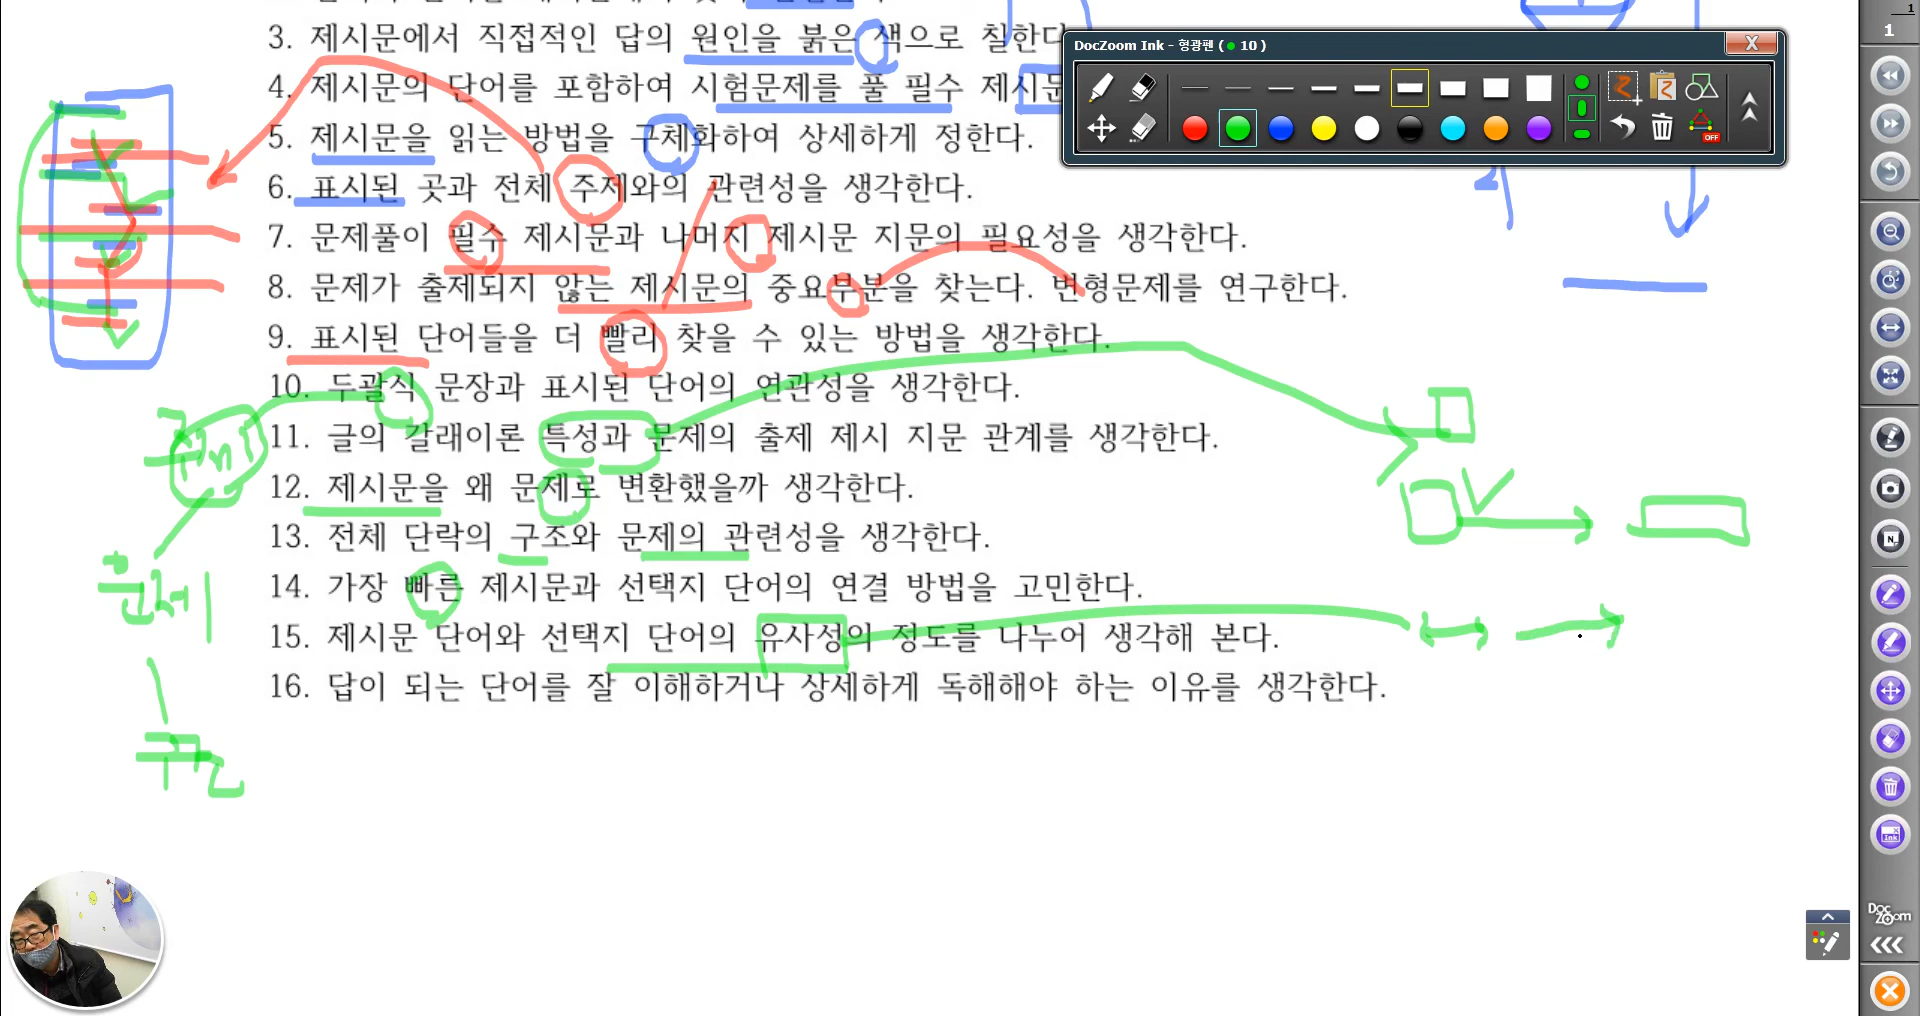 3. 제시문에서 직접적인 답의 원인을 붉은 색으로 칠한다
4. 제시문의 단어를 포함하여 시험문제를 풀 필수 제시문
5. 제시문을 읽는 방법을 구체화하여 상세하게 정한다.
6. 표시된 곳과 전체 주제와의 관련성을 생각한다.
7. 문제풀이 필수 제시문과 나머지 제시문 지문의 필요성을 생각한다.
8. 문제가 출제되지 않는 제시문의 중요부분을 찾는다. 변형문제를 연구한다.
9. 표시된 단어들을 더 빨리 찾을 수 있는 방법을 생각한다.
10. 두괄식 문장과 표시된 단어의 연관성을 생각한다.
11. 글의 갈래이론 특성과 문제의 출제 제시 지문 관계를 생각한다.
12. 제시문을 왜 문제로 변환했을까 생각한다.
13. 전체 단락의 구조와 문제의 관련성을 생각한다.
14. 가장 빠른 제시문과 선택지 단어의 연결 방법을 고민한다.
15. 제시문 단어와 선택지 단어의 유사성의 정도를 나누어 생각해 본다.
16. 답이 되는 단어를 잘 이해하거나 상세하게 독해해야 하는 이유를 생각한다.
문제
DocZoom Ink - 형광펜 ( 10 )
X
OFF
1
1
N
Ink
Doc
Zoom